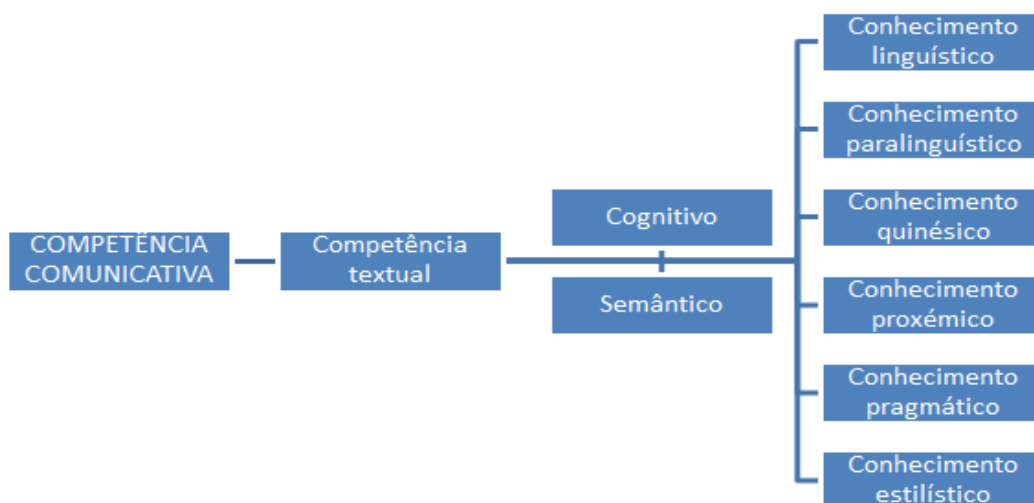 COMPETÊNCIA
COMUNICATIVA
Competência
textual
Cognitivo
Semântico
Conhecimento
linguístico
Conhecimento
paralinguístico
Conhecimento
quinésico
Conhecimento
proxémico
Conhecimento
pragmático
Conhecimento
estilístico